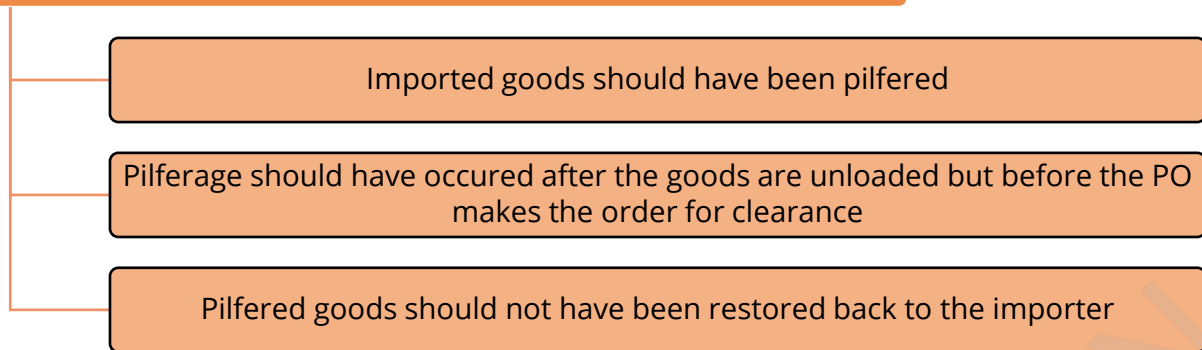 Imported goods should have been pilfered
Pilferage should have occured after the goods are unloaded but before the PO
makes the order for clearance
Pilfered goods should not have been restored back to the importer